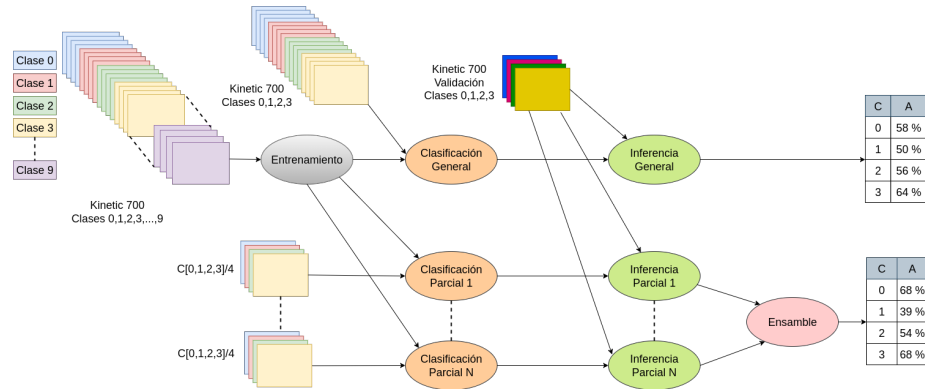 Clase 0
Clase 1
Clase 2
Clase 3
Clase 9
Kinetic 700
Clases 0,1,2,3,...,9
Kinetic 700
Clases 0,1,2,3
Kinetic 700
Validación
Clases 0,1,2,3
Entrenamiento
Clasificación
General
Inferencia
General
C A
0 58 %
1 50 %
2 56 %
3 64 %
C[0,1,2,3]/4
Clasificación
Parcial 1
Inferencia
Parcial 1
C[0,1,2,3]/4
Clasificación
Parcial N
Inferencia
Parcial N
Ensamble
C A
0 68 %
1 39 %
2 54 %
3 68 %